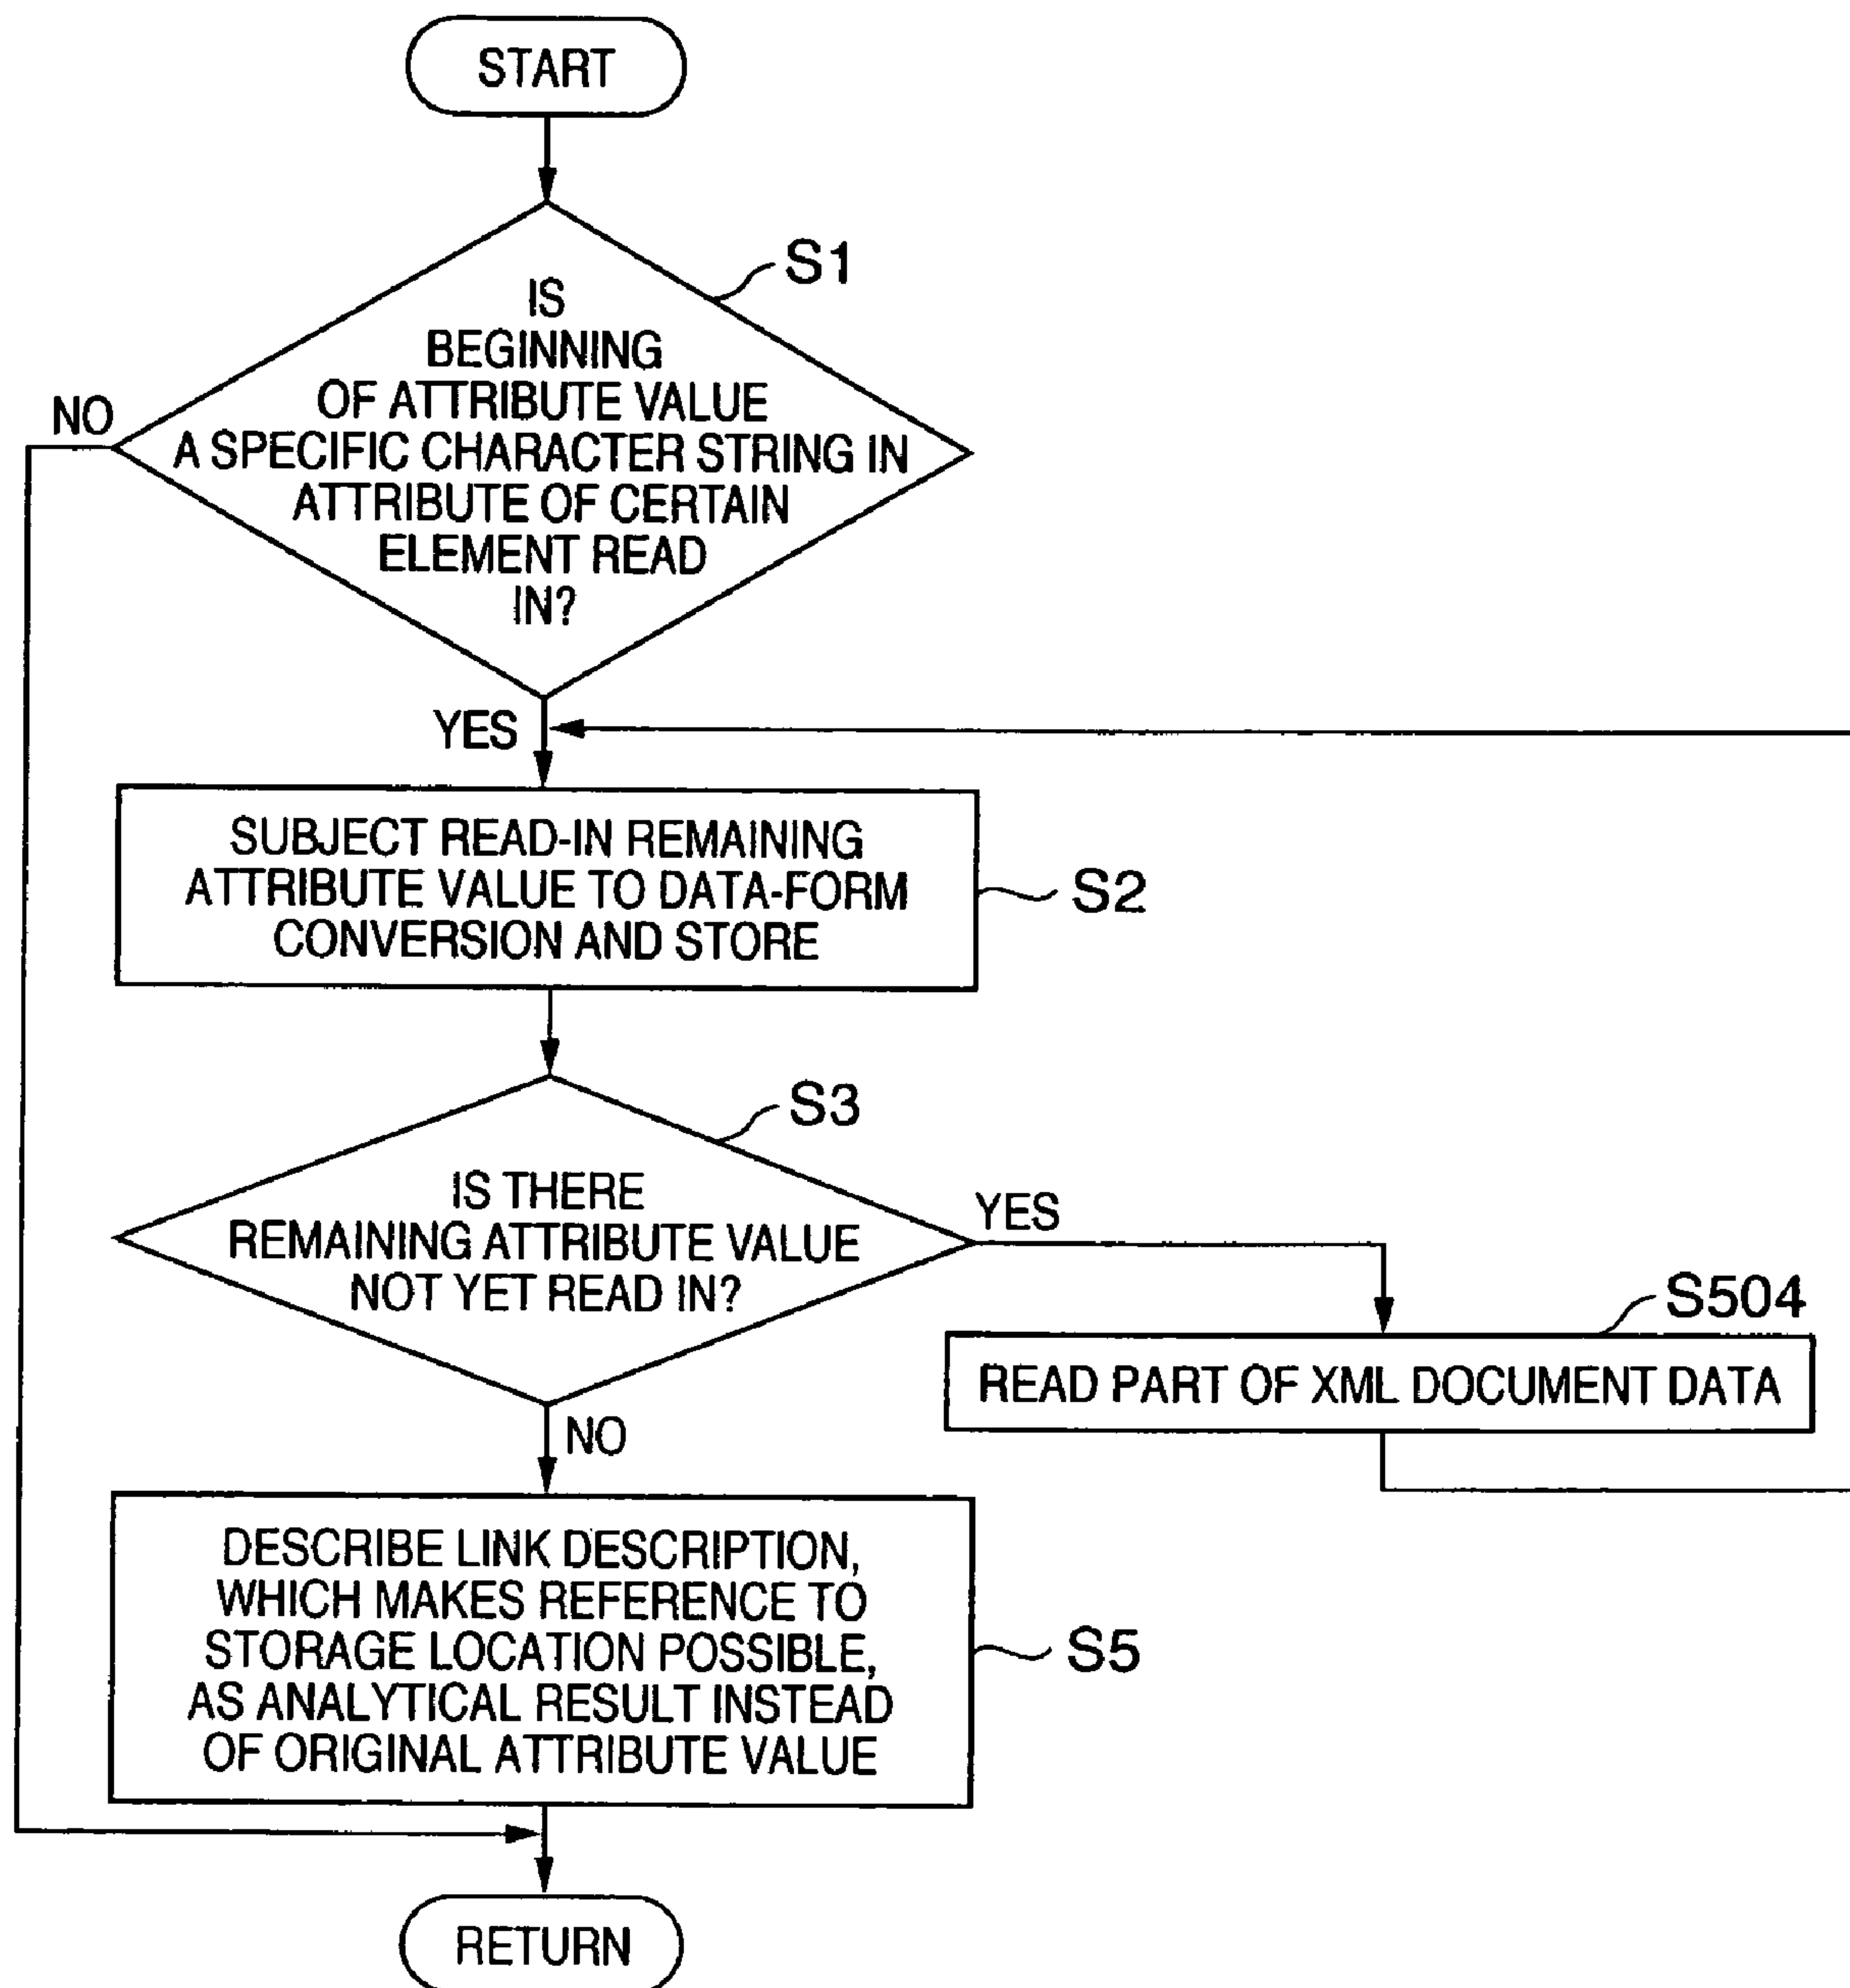 START
S1
IS
BEGINNING
OF ATTRIBUTE VALUE
A SPECIFIC CHARACTER STRING IN
ATTRIBUTE OF CERTAIN
ELEMENT READ
IN?
NO
YES
SUBJECT READ-IN REMAINING
ATTRIBUTE VALUE TO DATA-FORM
CONVERSION AND STORE
S2
S3
IS THERE
REMAINING ATTRIBUTE VALUE
NOT YET READ IN?
YES
S504
READ PART OF XML DOCUMENT DATA
NO
DESCRIBE LINK DESCRIPTION,
WHICH MAKES REFERENCE TO
STORAGE LOCATION POSSIBLE,
AS ANALYTICAL RESULT INSTEAD
OF ORIGINAL ATTRIBUTE VALUE
S5
RETURN